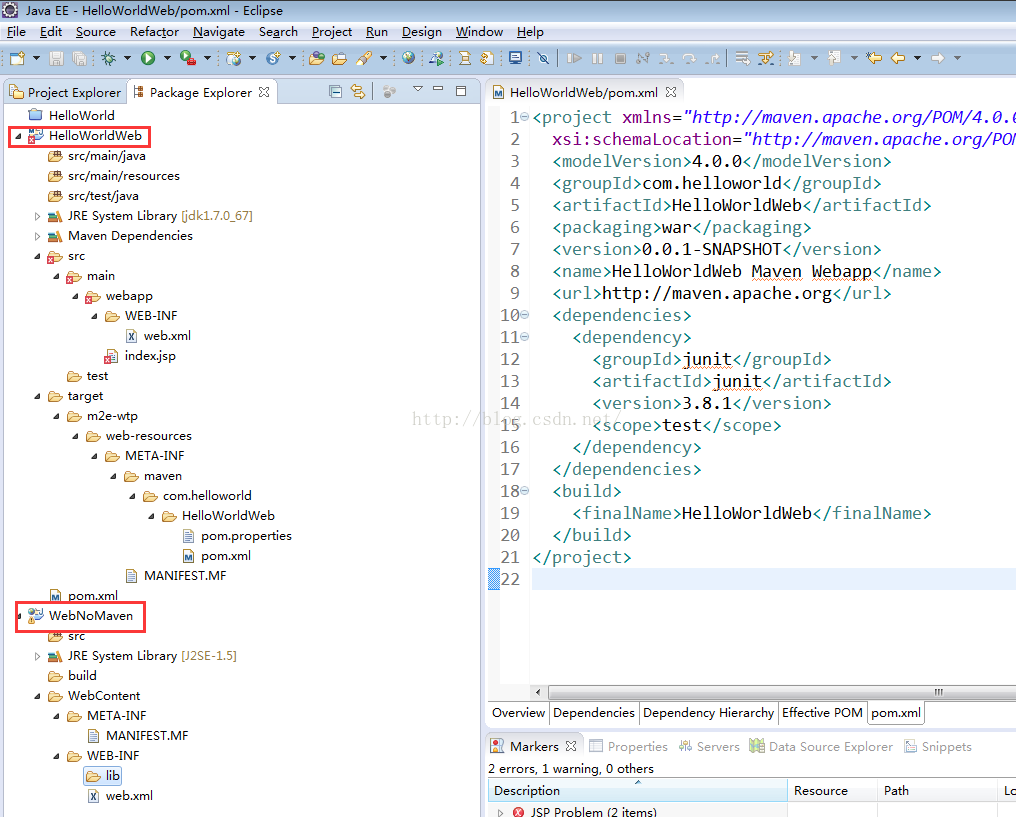 Java EE - HelloWorldWeb/pom.xml - Eclipse
File Edit Source Refactor Navigate Search Project Run Design Window Help
Project Explorer Package Explorer
HelloWorld
HelloWorldWeb
src/main/java
src/main/resources
src/test/java
JRE System Library [jdk1.7.0_67]
Maven Dependencies
src
main
webapp
WEB-INF
web.xml
index.jsp
test
target
m2e-wtp
web-resources
META-INF
maven
com.helloworld
HelloWorldWeb
pom.properties
pom.xml
MANIFEST.MF
pom.xml
WebNoMaven
src
JRE System Library [J2SE-1.5]
build
WebContent
META-INF
MANIFEST.MF
WEB-INF
lib
web.xml
HelloWorldWeb/pom.xml
1 <project xmlns="http://maven.apache.org/POM/4.0.0
2 xsi:schemaLocation="http://maven.apache.org/POM
3 <modelVersion>4.0.0</modelVersion>
4 <groupId>com.helloworld</groupId>
5 <artifactId>HelloWorldWeb</artifactId>
6 <packaging>war</packaging>
7 <version>0.0.1-SNAPSHOT</version>
8 <name>HelloWorldWeb Maven Webapp</name>
9 <url>http://maven.apache.org</url>
10 <dependencies>
11 <dependency>
12 <groupId>junit</groupId>
13 <artifactId>junit</artifactId>
14 <version>3.8.1</version>
http://blog.csdn.net/
15 <scope>test</scope>
16 </dependency>
17 </dependencies>
18 <build>
19 <finalName>HelloWorldWeb</finalName>
20 </build>
21 </project>
22
Overview Dependencies Dependency Hierarchy Effective POM pom.xml
Markers Properties Servers Data Source Explorer Snippets
2 errors, 1 warning, 0 others
Description Resource Path Lo
JSP Problem (2 items)